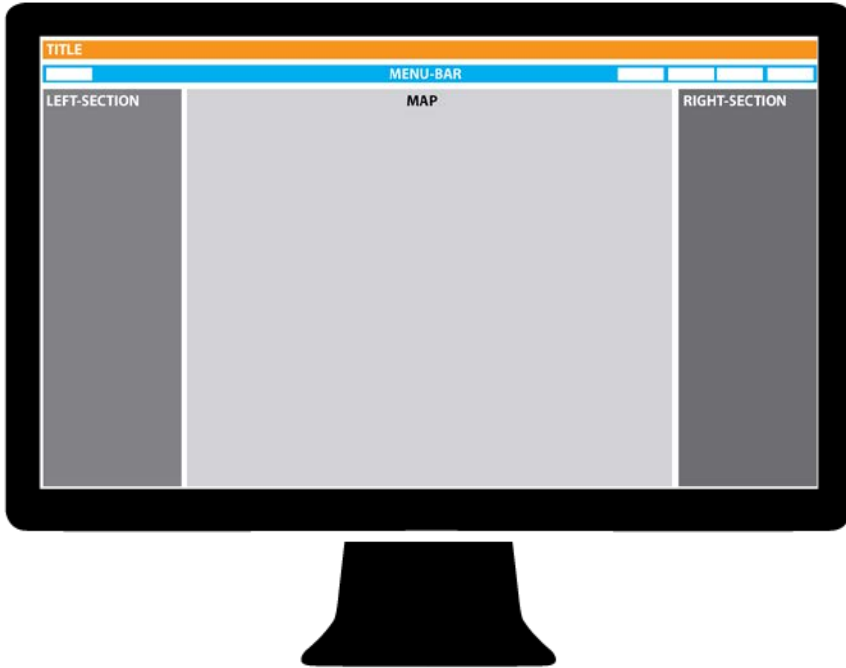 TITLE
MENU-BAR
LEFT-SECTION
MAP
RIGHT-SECTION